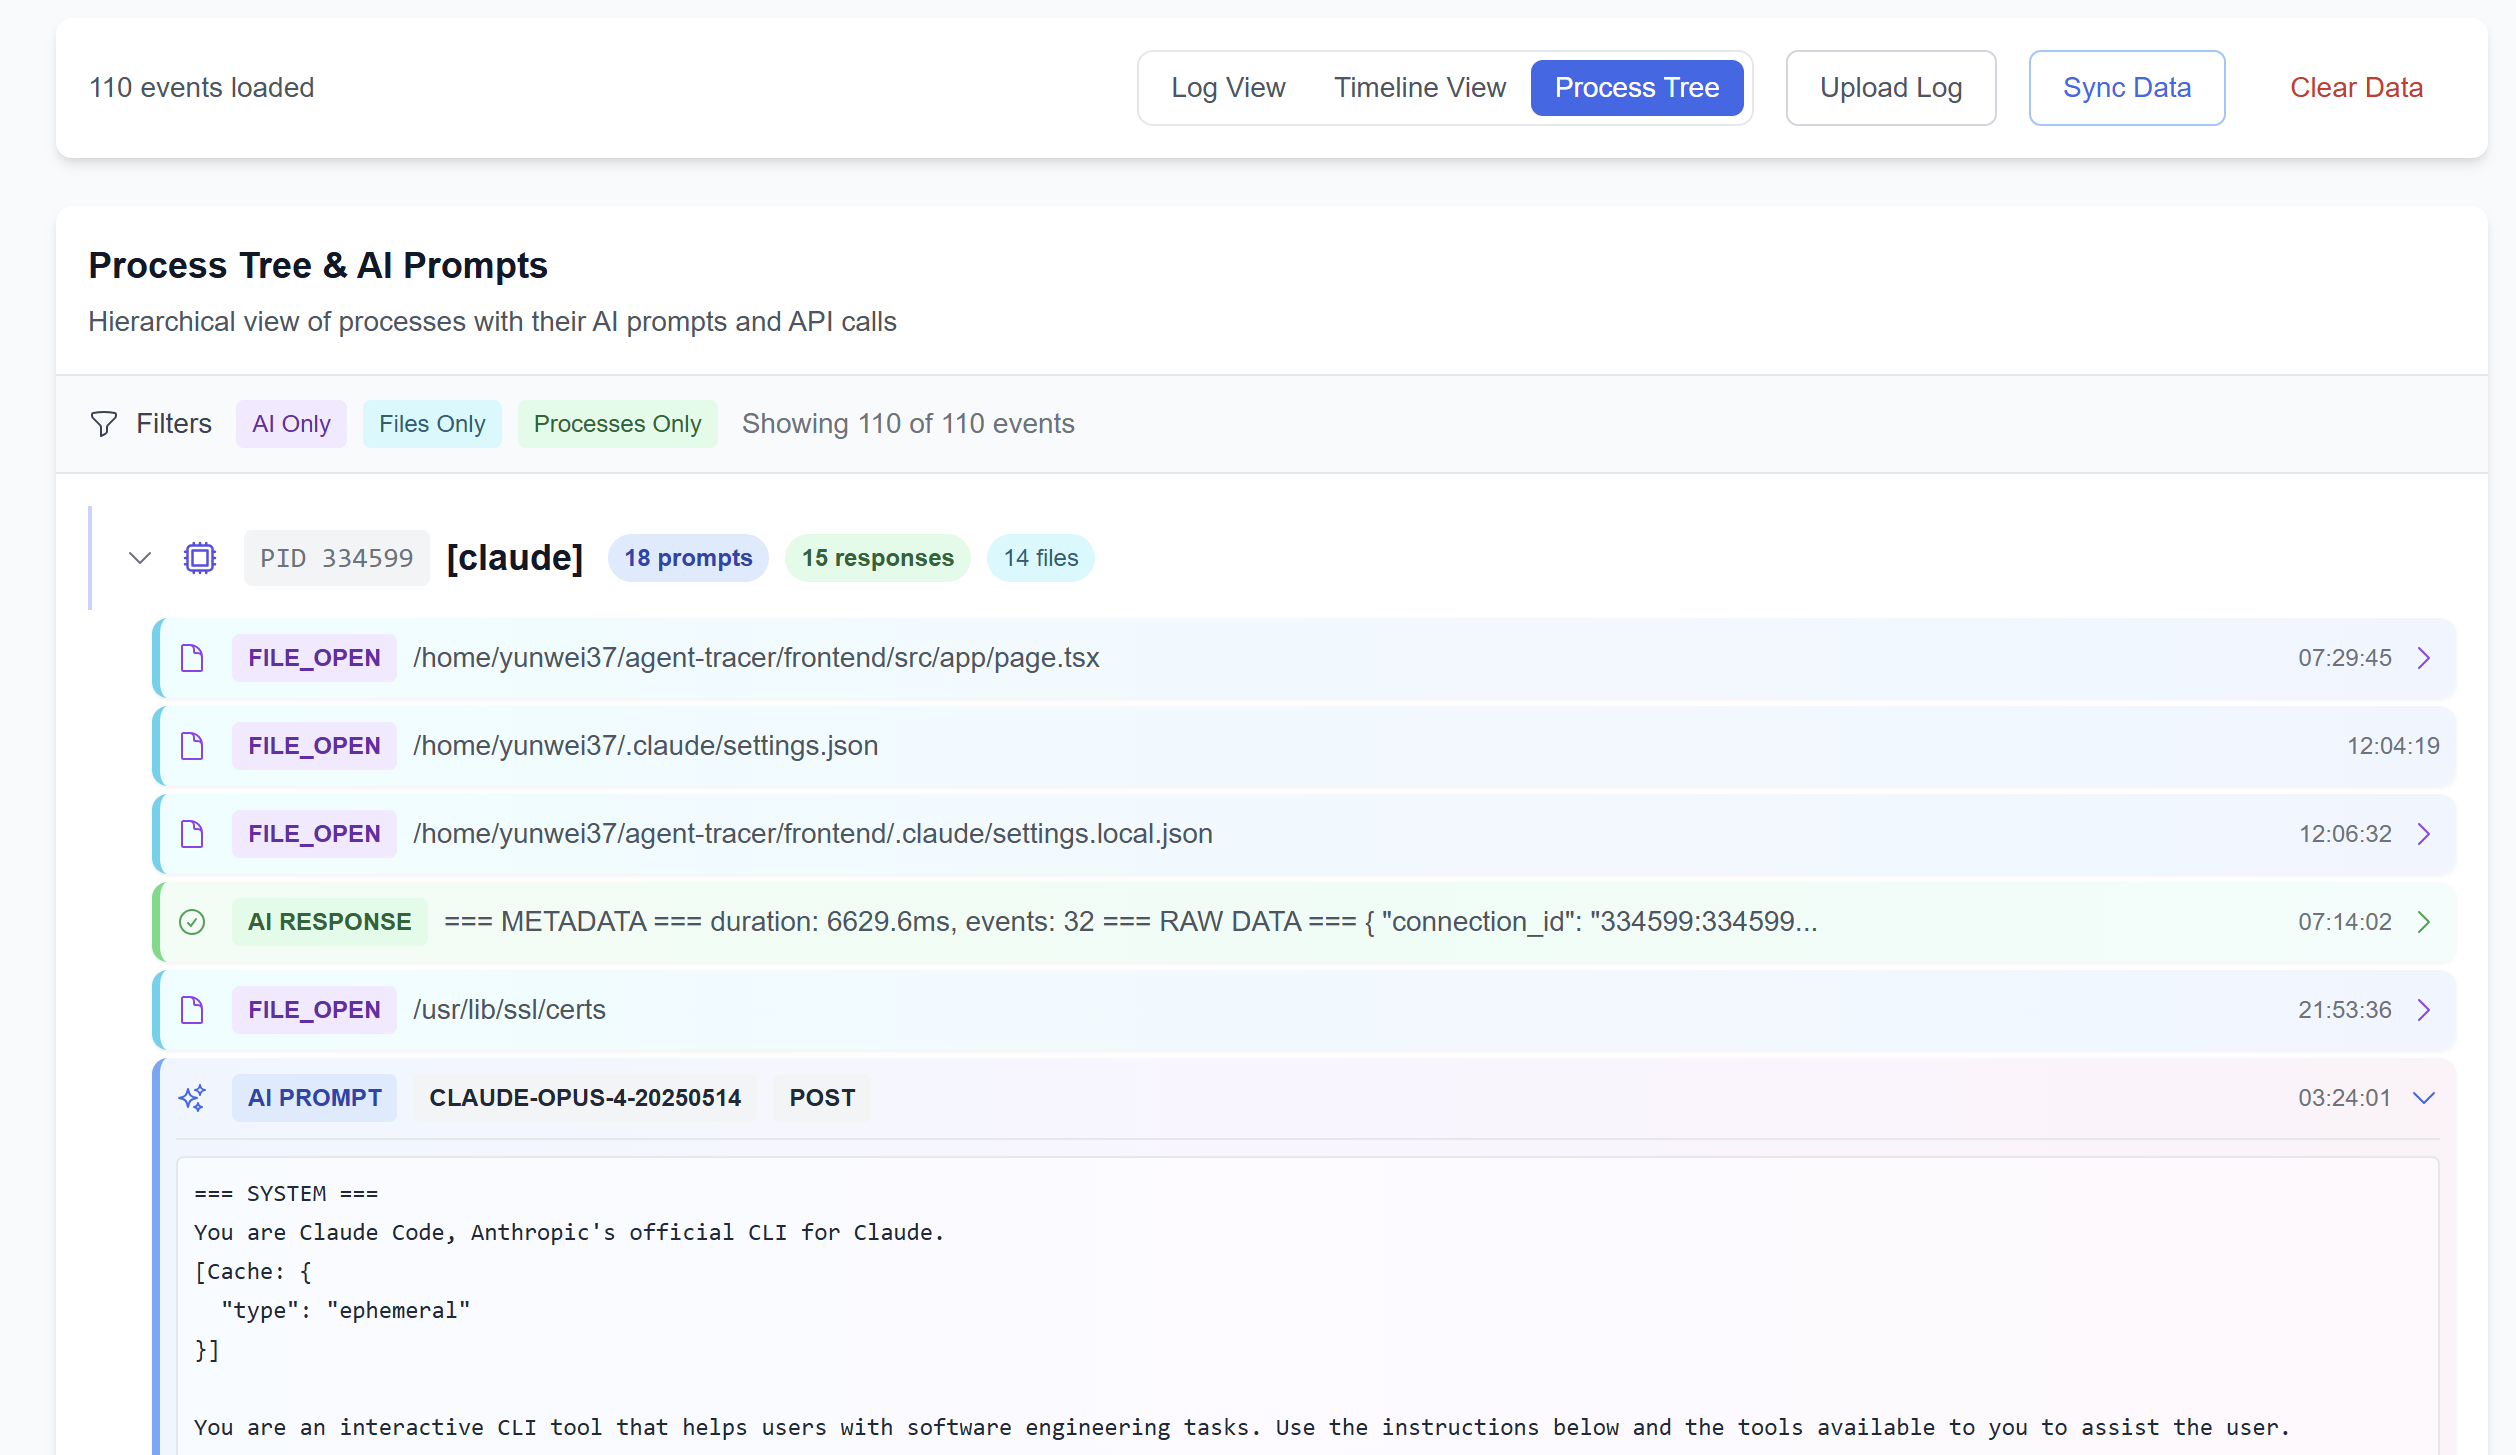 110 events loaded
Log View
Timeline View
Process Tree
Upload Log
Sync Data
Clear Data
Process Tree & AI Prompts
Hierarchical view of processes with their AI prompts and API calls
Filters
AI Only
Files Only
Processes Only
Showing 110 of 110 events
PID 334599 [claude] 18 prompts 15 responses 14 files
FILE_OPEN /home/yunwei37/agent-tracer/frontend/src/app/page.tsx 07:29:45
FILE_OPEN /home/yunwei37/.claude/settings.json 12:04:19
FILE_OPEN /home/yunwei37/agent-tracer/frontend/.claude/settings.local.json 12:06:32
AI RESPONSE === METADATA === duration: 6629.6ms, events: 32 === RAW DATA === { "connection_id": "334599:334599... 07:14:02
FILE_OPEN /usr/lib/ssl/certs 21:53:36
AI PROMPT CLAUDE-OPUS-4-20250514 POST 03:24:01
=== SYSTEM ===
You are Claude Code, Anthropic's official CLI for Claude.
[Cache: {
"type": "ephemeral"
}]
You are an interactive CLI tool that helps users with software engineering tasks. Use the instructions below and the tools available to you to assist the user.